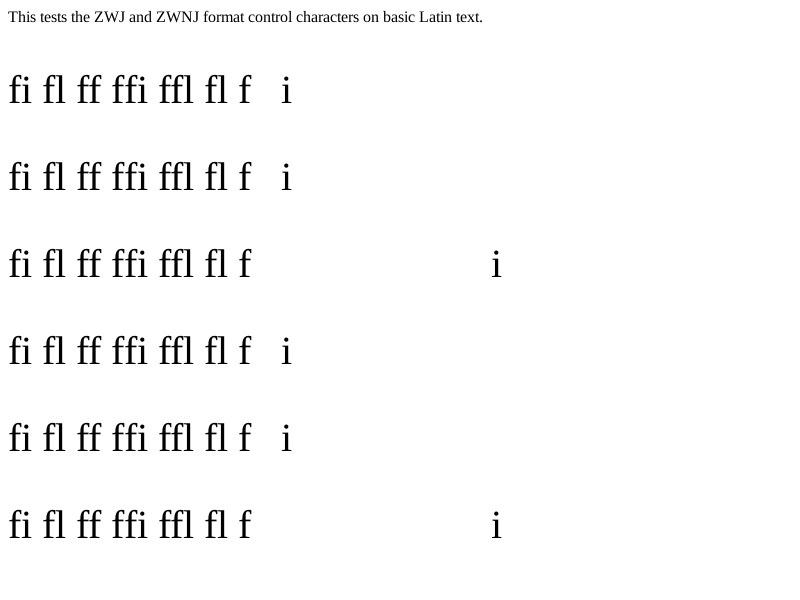 This tests the ZWJ and ZWNJ format control characters on basic Latin text.
fi fl ff ffi ffl fl f   i
fi fl ff ffi ffl fl f   i
fi fl ff ffi ffl fl f                        i
fi fl ff ffi ffl fl f   i
fi fl ff ffi ffl fl f   i
fi fl ff ffi ffl fl f                        i